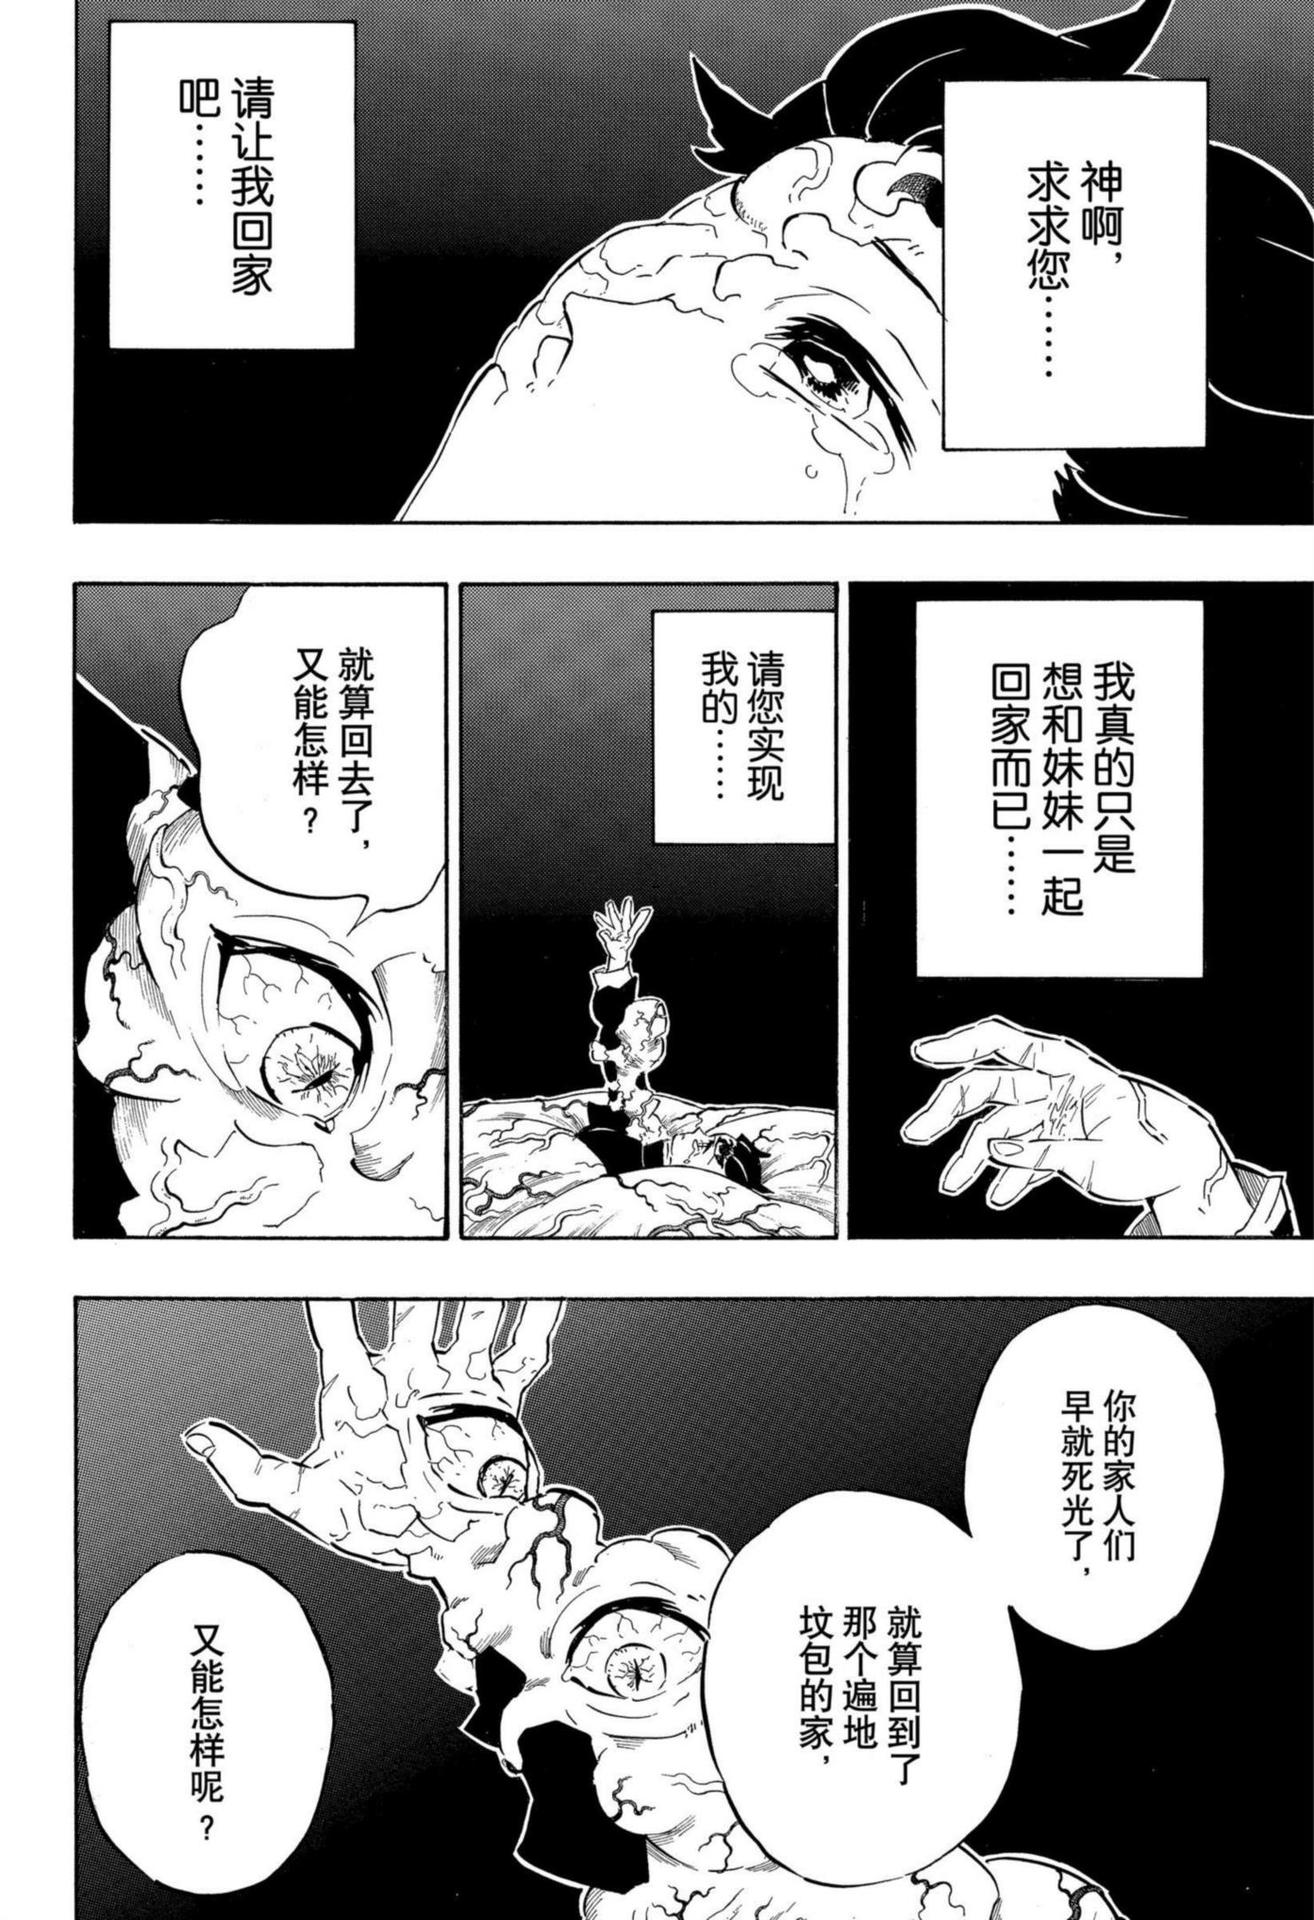 神啊，
求求您……
请让我回家
吧……
我真的只是
想和妹妹一起
回家而已……
请您实现
我的……
就算回去了，
又能怎样？
你的家人们
早就死光了，
就算回到了
那个遍地
坟包的家，
又能怎样呢？